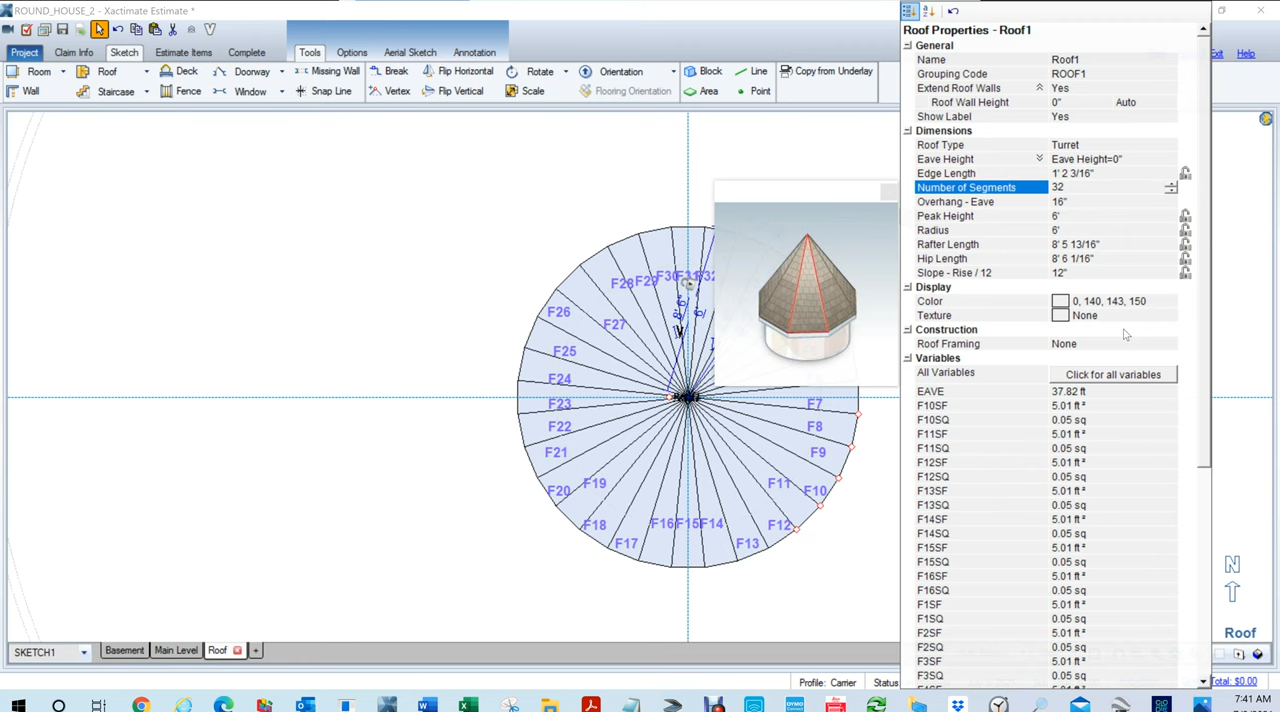 ROUND_HOUSE_2 - Xactimate Estimate *
Project Claim Info Sketch Estimate Items Complete Tools Options Aerial Sketch Annotation Exit Help
Room Roof Deck Doorway Missing Wall Break Flip Horizontal Rotate Orientation Block Line Copy from Underlay
Wall Staircase Fence Window Snap Line Vertex Flip Vertical Scale Flooring Orientation Area Point
Roof Properties - Roof1
General
Name Roof1
Grouping Code ROOF1
Extend Roof Walls Yes
Roof Wall Height 0" Auto
Show Label Yes
Dimensions
Roof Type Turret
Eave Height Eave Height=0"
Edge Length 1' 2 3/16"
Number of Segments 32
Overhang - Eave 16"
Peak Height 6'
Radius 6'
Rafter Length 8' 5 13/16"
Hip Length 8' 6 1/16"
Slope - Rise / 12 12"
Display
Color 0, 140, 143, 150
Texture None
Construction
Roof Framing None
Variables
All Variables Click for all variables
EAVE 37.82 ft
F10SF 5.01 ft²
F10SQ 0.05 sq
F11SF 5.01 ft²
F11SQ 0.05 sq
F12SF 5.01 ft²
F12SQ 0.05 sq
F13SF 5.01 ft²
F13SQ 0.05 sq
F14SF 5.01 ft²
F14SQ 0.05 sq
F15SF 5.01 ft²
F15SQ 0.05 sq
F16SF 5.01 ft²
F16SQ 0.05 sq
F1SF 5.01 ft²
F1SQ 0.05 sq
F2SF 5.01 ft²
F2SQ 0.05 sq
F3SF 5.01 ft²
F3SQ 0.05 sq
F28 F29 F30 F31 F32
F26
F27
F25
F24
F23 F7
F22 F8
F21 F9
F20 F19 F11 F10
F18 F16 F15 F14 F12
F17 F13
8' 6"
6'
N
Roof
SKETCH1 Basement Main Level Roof +
Profile: Carrier Status Total: $0.00
7:41 AM